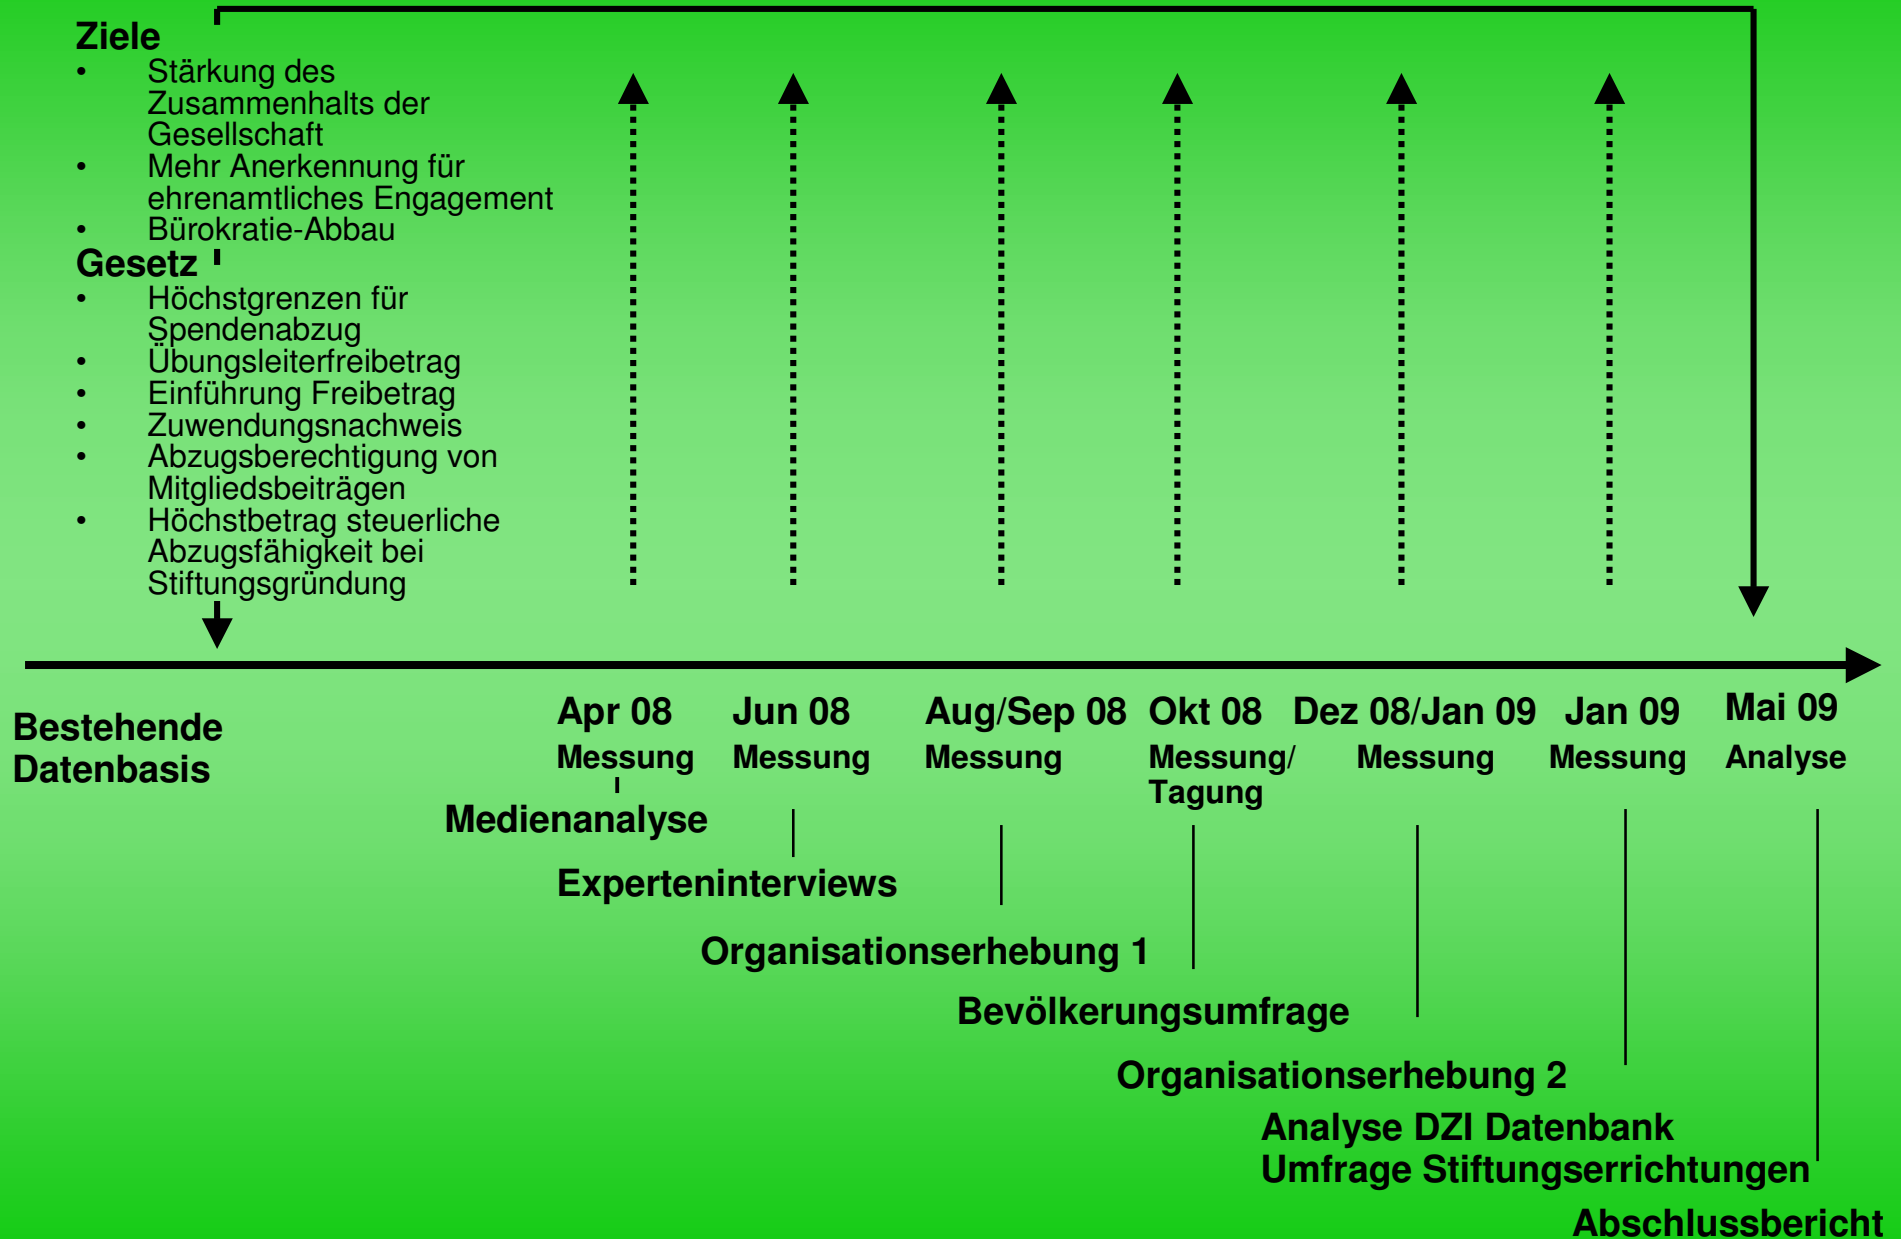 Ziele
• Stärkung des
Zusammenhalts der
Gesellschaft
• Mehr Anerkennung für
ehrenamtliches Engagement
• Bürokratie-Abbau
Gesetz
• Höchstgrenzen für
Spendenabzug
• Übungsleiterfreibetrag
• Einführung Freibetrag
• Zuwendungsnachweis
• Abzugsberechtigung von
Mitgliedsbeiträgen
• Höchstbetrag steuerliche
Abzugsfähigkeit bei
Stiftungsgründung
Bestehende
Datenbasis
Apr 08
Messung
Jun 08
Messung
Aug/Sep 08
Messung
Okt 08
Messung/
Tagung
Dez 08/Jan 09
Messung
Jan 09
Messung
Mai 09
Analyse
Medienanalyse
Experteninterviews
Organisationserhebung 1
Bevölkerungsumfrage
Organisationserhebung 2
Analyse DZI Datenbank
Umfrage Stiftungserrichtungen
Abschlussbericht